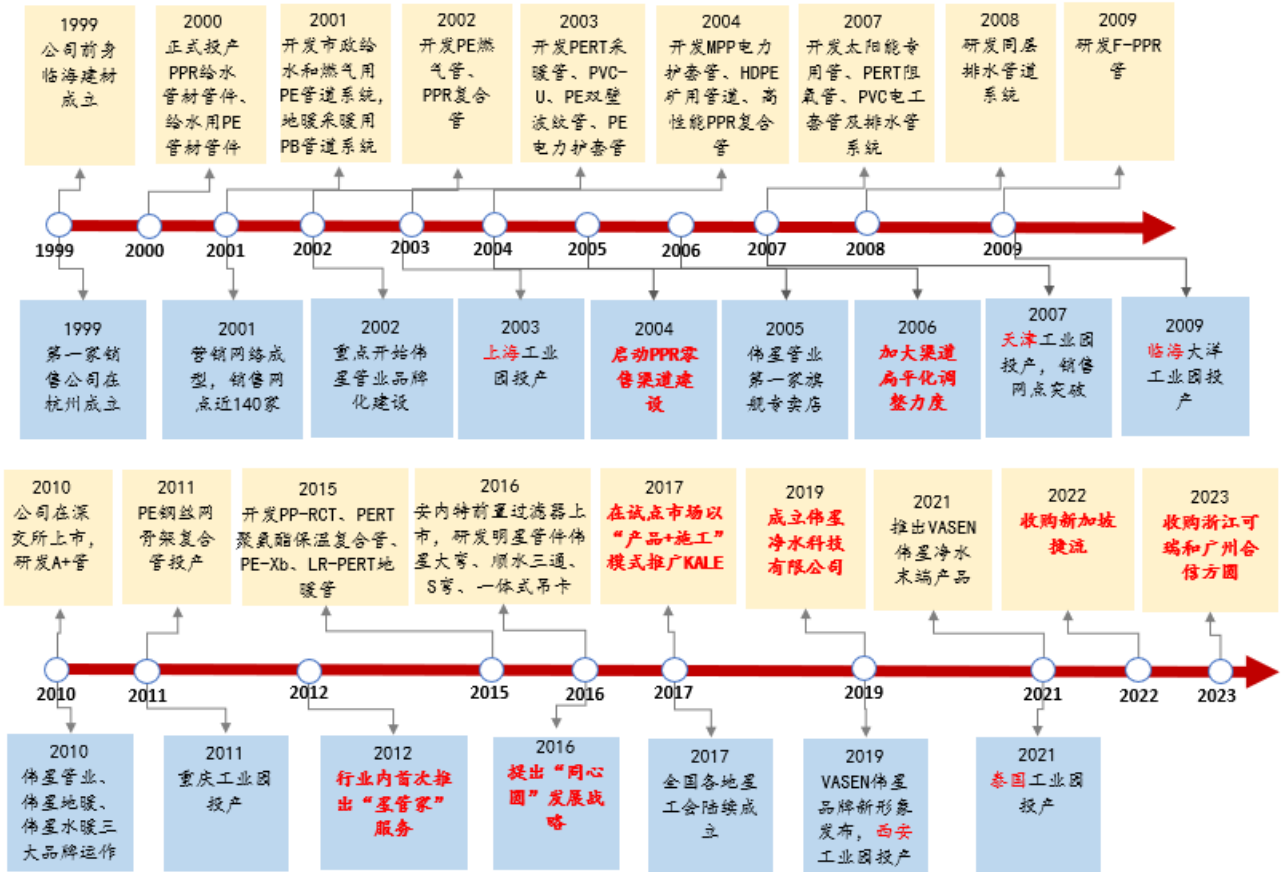 1999
公司前身
临海建材
成立
2000
正式投产
PPR给水
管材管件、
给水用PE
管材管件
2001
开发市政给
水和燃气用
PE管道系统,
地暖采暖用
PB管道系统
2002
开发PE燃
气管、
PPR复合
管
2003
开发PERT采
暖管、PVC-
U、PE双壁
波纹管、PE
电力护套管
2004
开发MPP电力
护套管、HDPE
矿用管道、高
性能PPR复合
管
2007
开发太阳能专
用管、PERT阻
氧管、PVC电工
套管及排水管
系统
2008
研发同层
排水管道
系统
2009
研发F-PPR
管
1999
2000
2001
2002
2003
2004
2005
2006
2007
2008
2009
1999
第一家销
售公司在
杭州成立
2001
营销网络成
型，销售网
点近140家
2002
重点开始伟
星管业品牌
化建设
2003
上海工业
园投产
2004
启动PPR零
售渠道建
设
2005
伟星管业
第一家旗
舰专卖店
2006
加大渠道
扁平化调
整力度
2007
天津工业园
投产，销售
网点突破
2009
临海大洋
工业园投
产
2010
公司在深
交所上市，
研发A+管
2011
PE钢丝网
骨架复合
管投产
2015
开发PP-RCT、PERT
聚氨酯保温复合管、
PE-Xb、LR-PERT地
暖管
2016
安内特前置过滤器上
市，研发明星管件伟
星大弯、顺水三通、
S弯、一体式吊卡
2017
在试点市场以
“产品+施工”
模式推广KALE
2019
成立伟星
净水科技
有限公司
2021
推出VASEN
伟星净水
末端产品
2022
收购新加坡
捷流
2023
收购浙江可
瑞和广州合
信方圆
2010
2011
2012
2015
2016
2017
2019
2021
2022
2023
2010
伟星管业、
伟星地暖、
伟星水暖三
大品牌运作
2011
重庆工业园
投产
2012
行业内首次推
出“星管家”
服务
2016
提出“同心
圆”发展战
略
2017
全国各地星
工会陆续成
立
2019
VASEN伟星
品牌新形象
发布，西安
工业园投产
2021
泰国工业园
投产